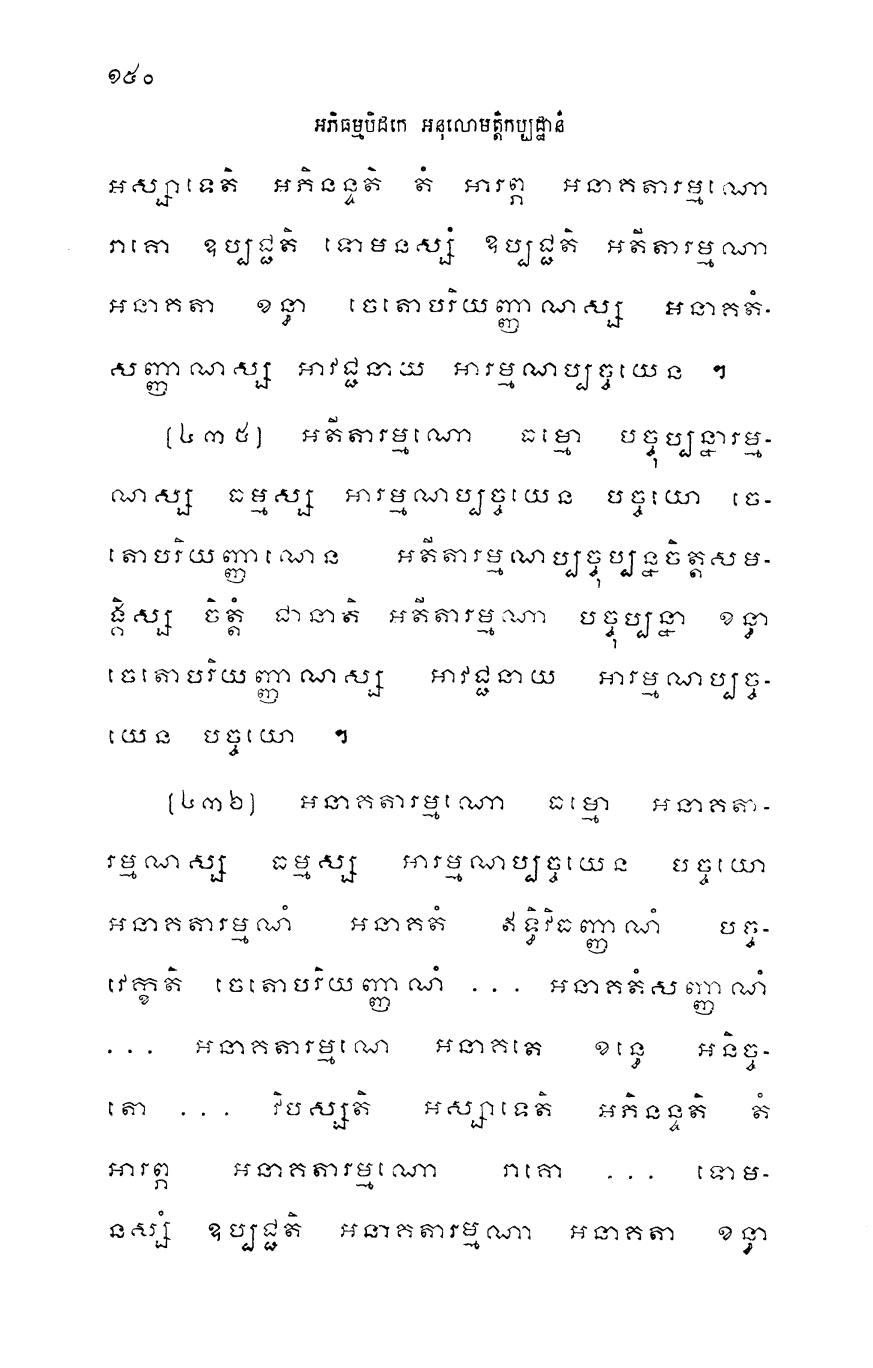 ១៥០
អភិធម្មបិដកេ អនុលោមត្តិកប្បដ្ឋានំ
អស្សាទេតិ អភិនន្ទតិ តំ អារព្ភ អនាគតារម្មណោ
រាគោ ឧប្បជ្ជតិ ទោមនស្សំ ឧប្បជ្ជតិ អតីតារម្មណា
អនាគតា ខន្ធា ចេតោបរិយញ្ញាណស្ស អនាគតំ-
សញ្ញាណស្ស អាវជ្ជនាយ អារម្មណប្បច្ចយេន ។
(៤៣៥) អតីតារម្មណោ ធម្មោ បច្ចុប្បន្នារម្ម-
ណស្ស ធម្មស្ស អារម្មណប្បច្ចយេន បច្ចយោ ចេ-
តោបរិយញ្ញាណេន អតីតារម្មណប្បច្ចុប្បន្នចិត្តសម-
ង្គិស្ស ចិត្តំ ជានាតិ អតីតារម្មណា បច្ចុប្បន្នា ខន្ធា
ចេតោបរិយញ្ញាណស្ស អាវជ្ជនាយ អារម្មណប្បច្ច-
យេន បច្ចយោ ។
(៤៣៦) អនាគតារម្មណោ ធម្មោ អនាគតា-
រម្មណស្ស ធម្មស្ស អារម្មណប្បច្ចយេន បច្ចយោ
អនាគតារម្មណំ អនាគតំ ឥទ្ធិវិធញ្ញាណំ បច្ច-
វេក្ខតិ ចេតោបរិយញ្ញាណំ ... អនាគតំសញ្ញាណំ
... អនាគតារម្មណេ អនាគតេ ខន្ធេ អនិច្ច-
តោ ... វិបស្សតិ អស្សាទេតិ អភិនន្ទតិ តំ
អារព្ភ អនាគតារម្មណោ រាគោ ... ទោម-
នស្សំ ឧប្បជ្ជតិ អនាគតារម្មណា អនាគតា ខន្ធា